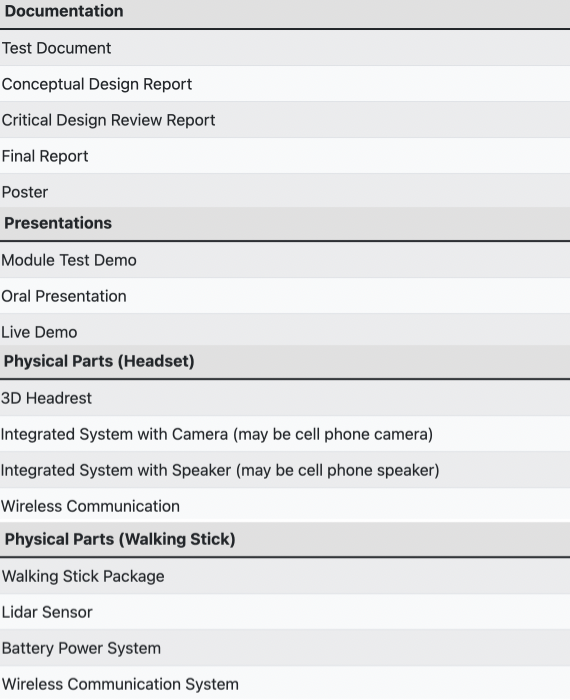 Documentation
Test Document
Conceptual Design Report
Critical Design Review Report
Final Report
Poster
Presentations
Module Test Demo
Oral Presentation
Live Demo
Physical Parts (Headset)
3D Headrest
Integrated System with Camera (may be cell phone camera)
Integrated System with Speaker (may be cell phone speaker)
Wireless Communication
Physical Parts (Walking Stick)
Walking Stick Package
Lidar Sensor
Battery Power System
Wireless Communication System